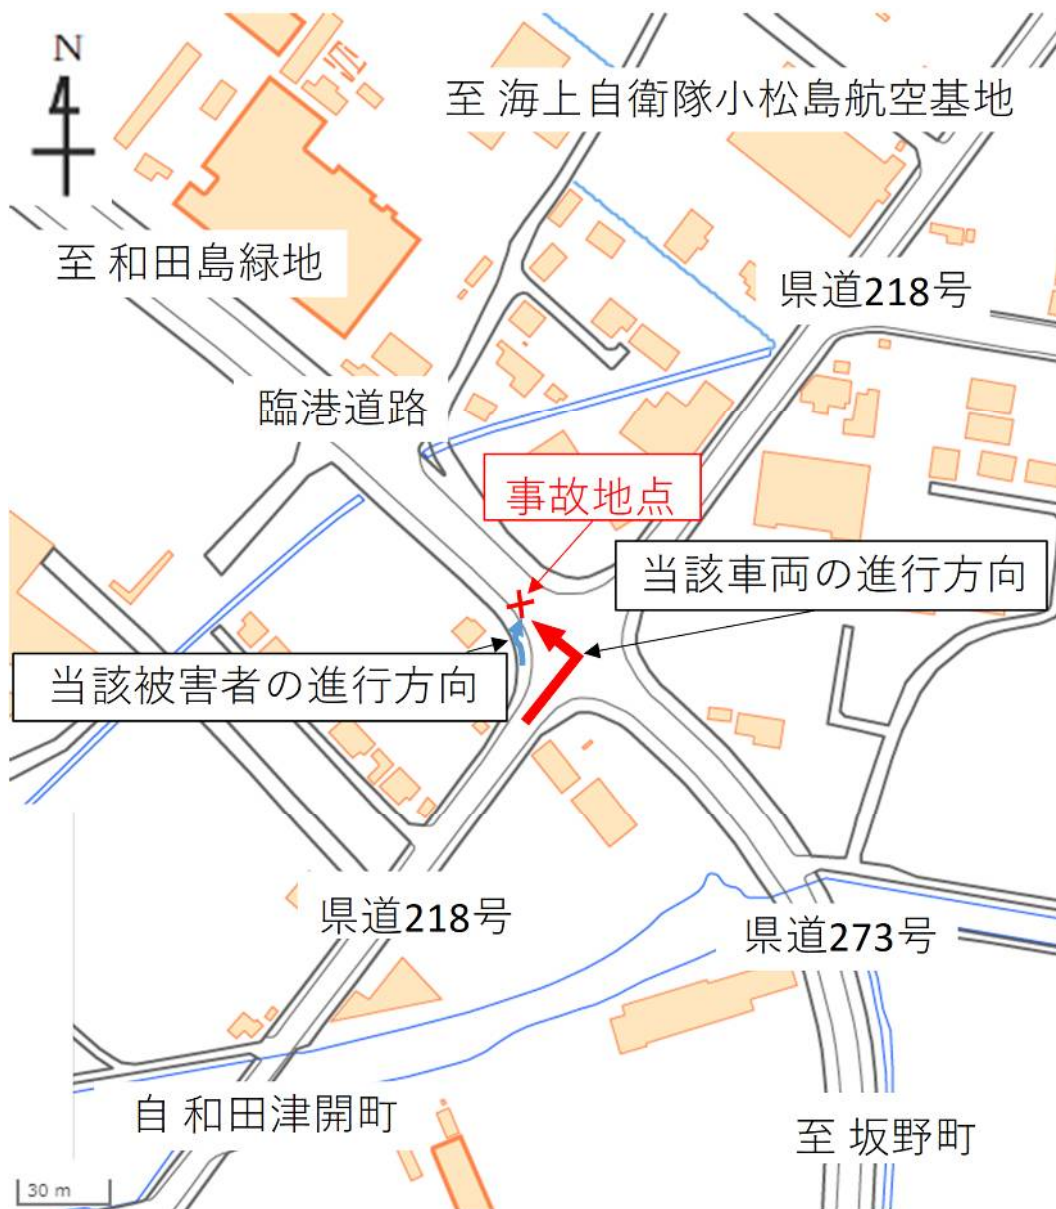 N
至 海上自衛隊小松島航空基地
至 和田島緑地
県道218号
臨港道路
事故地点
当該車両の進行方向
当該被害者の進行方向
県道218号
県道273号
自 和田津開町
至 坂野町
30 m